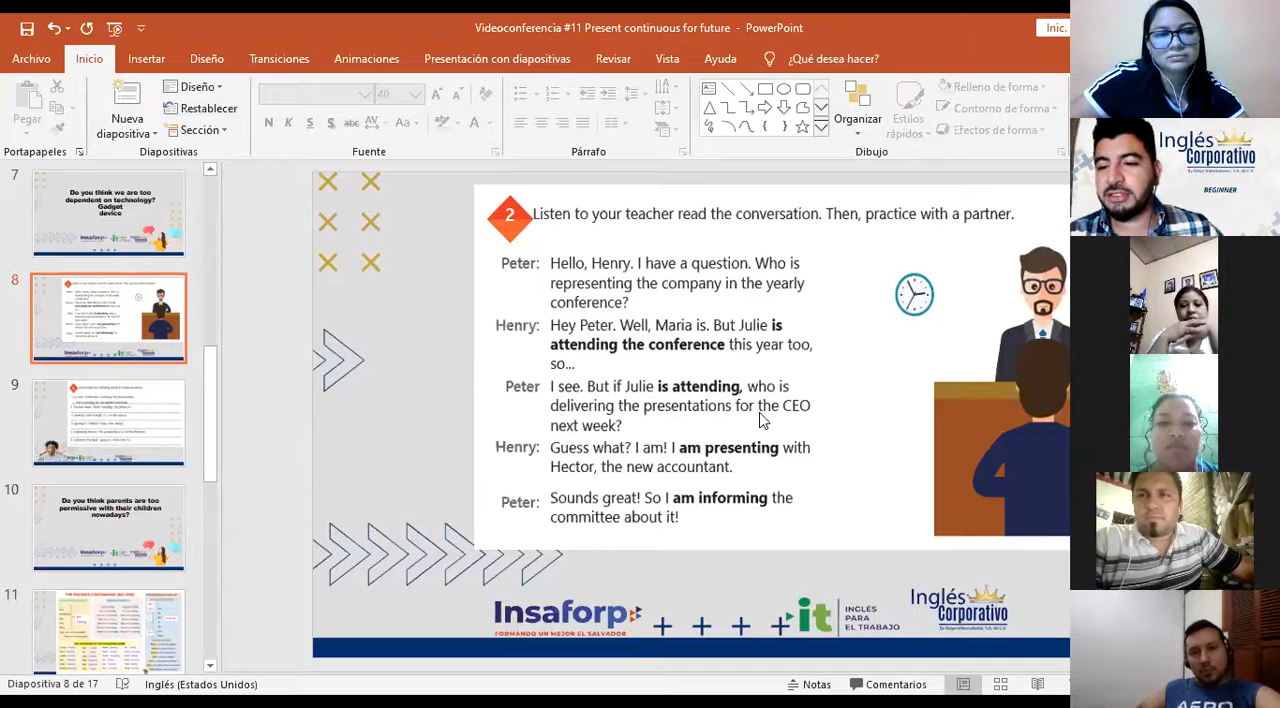 Videoconferencia #11 Present continuous for future - PowerPoint
Inic.
Archivo Inicio Insertar Diseño Transiciones Animaciones Presentación con diapositivas Revisar Vista Ayuda ¿Qué desea hacer?
Pegar
Nueva diapositiva
Diseño
Restablecer
Sección
40
N K S S abc AV Aa A
Organizar
Estilos rápidos
Relleno de forma
Contorno de forma
Efectos de forma
Portapapeles Diapositivas Fuente Párrafo Dibujo
7
Do you think we are too
dependent on technology?
Gadget
device
8
9
10
Do you think parents are too
permissive with their children
nowadays?
11
2 Listen to your teacher read the conversation. Then, practice with a partner.
Peter: Hello, Henry. I have a question. Who is
representing the company in the yearly
conference?
Henry: Hey Peter. Well, Maria is. But Julie is
attending the conference this year too,
so...
Peter I see. But if Julie is attending, who is
delivering the presentations for the CEO
next week?
Henry: Guess what? I am! I am presenting with
Hector, the new accountant.
Peter: Sounds great! So I am informing the
committee about it!
Insaforp
FORMANDO UN MEJOR EL SALVADOR
it
INGLÉS
PARA
EL TRABAJO
Inglés
Corporativo
Inglés
Corporativo
BEGINNER
AERO
Diapositiva 8 de 17 Inglés (Estados Unidos) Notas Comentarios